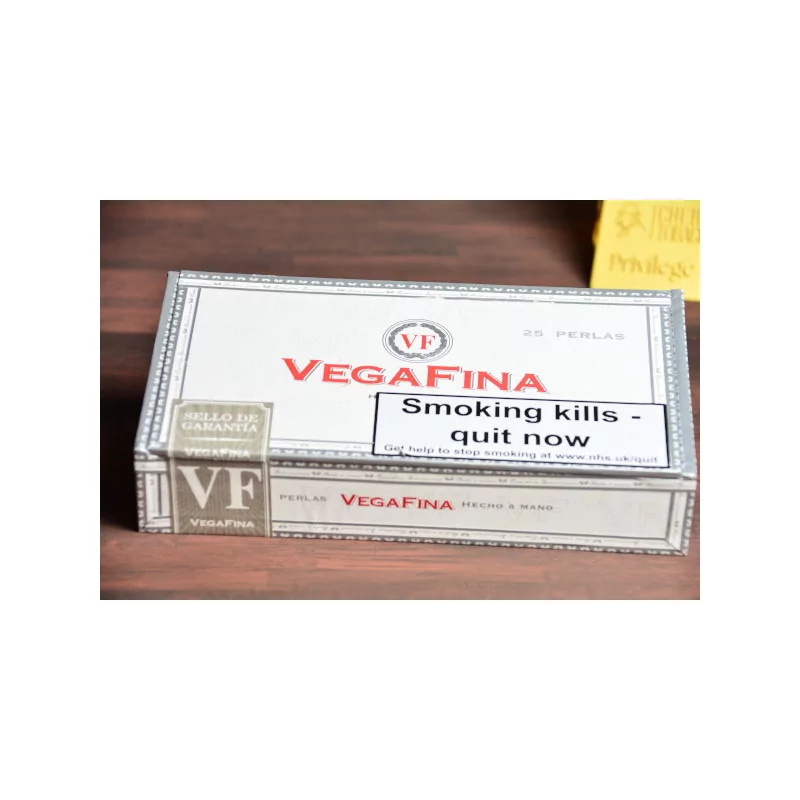 Privilege
VF
25 PERLAS
VEGAFINA
Smoking kills -
quit now
Get help to stop smoking at www.nhs.uk/quit
SELLO DE
GARANTIA
VEGAFINA
VF
VEGAFINA
PERLAS VEGAFINA HECHO A MANO